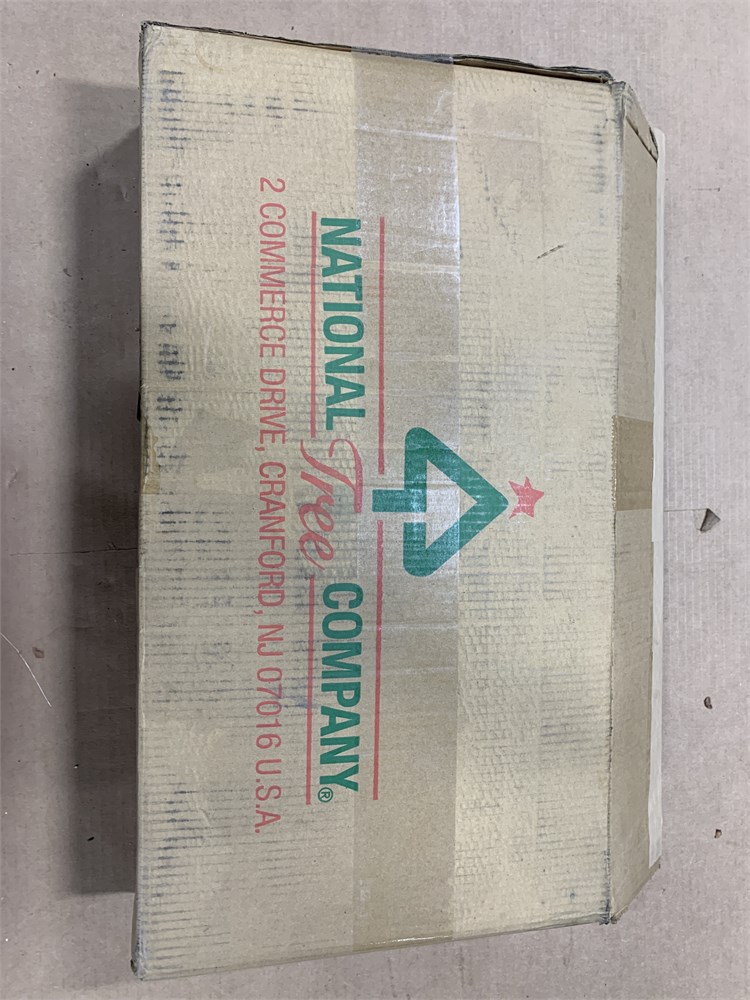 NATIONAL Tree COMPANY®
2 COMMERCE DRIVE, CRANFORD, NJ 07016 U.S.A.